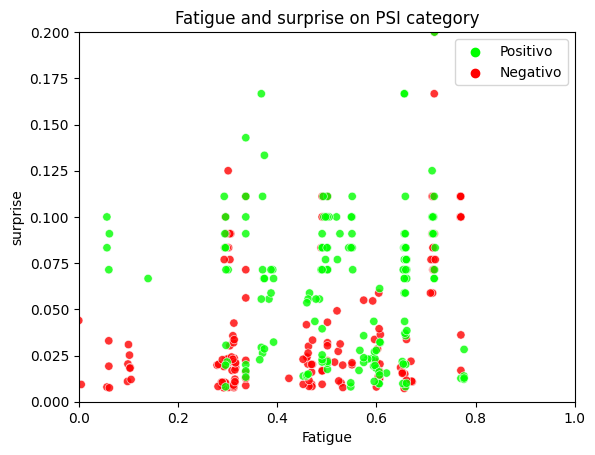 Fatigue and surprise on PSI category
Positivo
Negativo
surprise
0.200
0.175
0.150
0.125
0.100
0.075
0.050
0.025
0.000
0.0 0.2 0.4 0.6 0.8 1.0
Fatigue